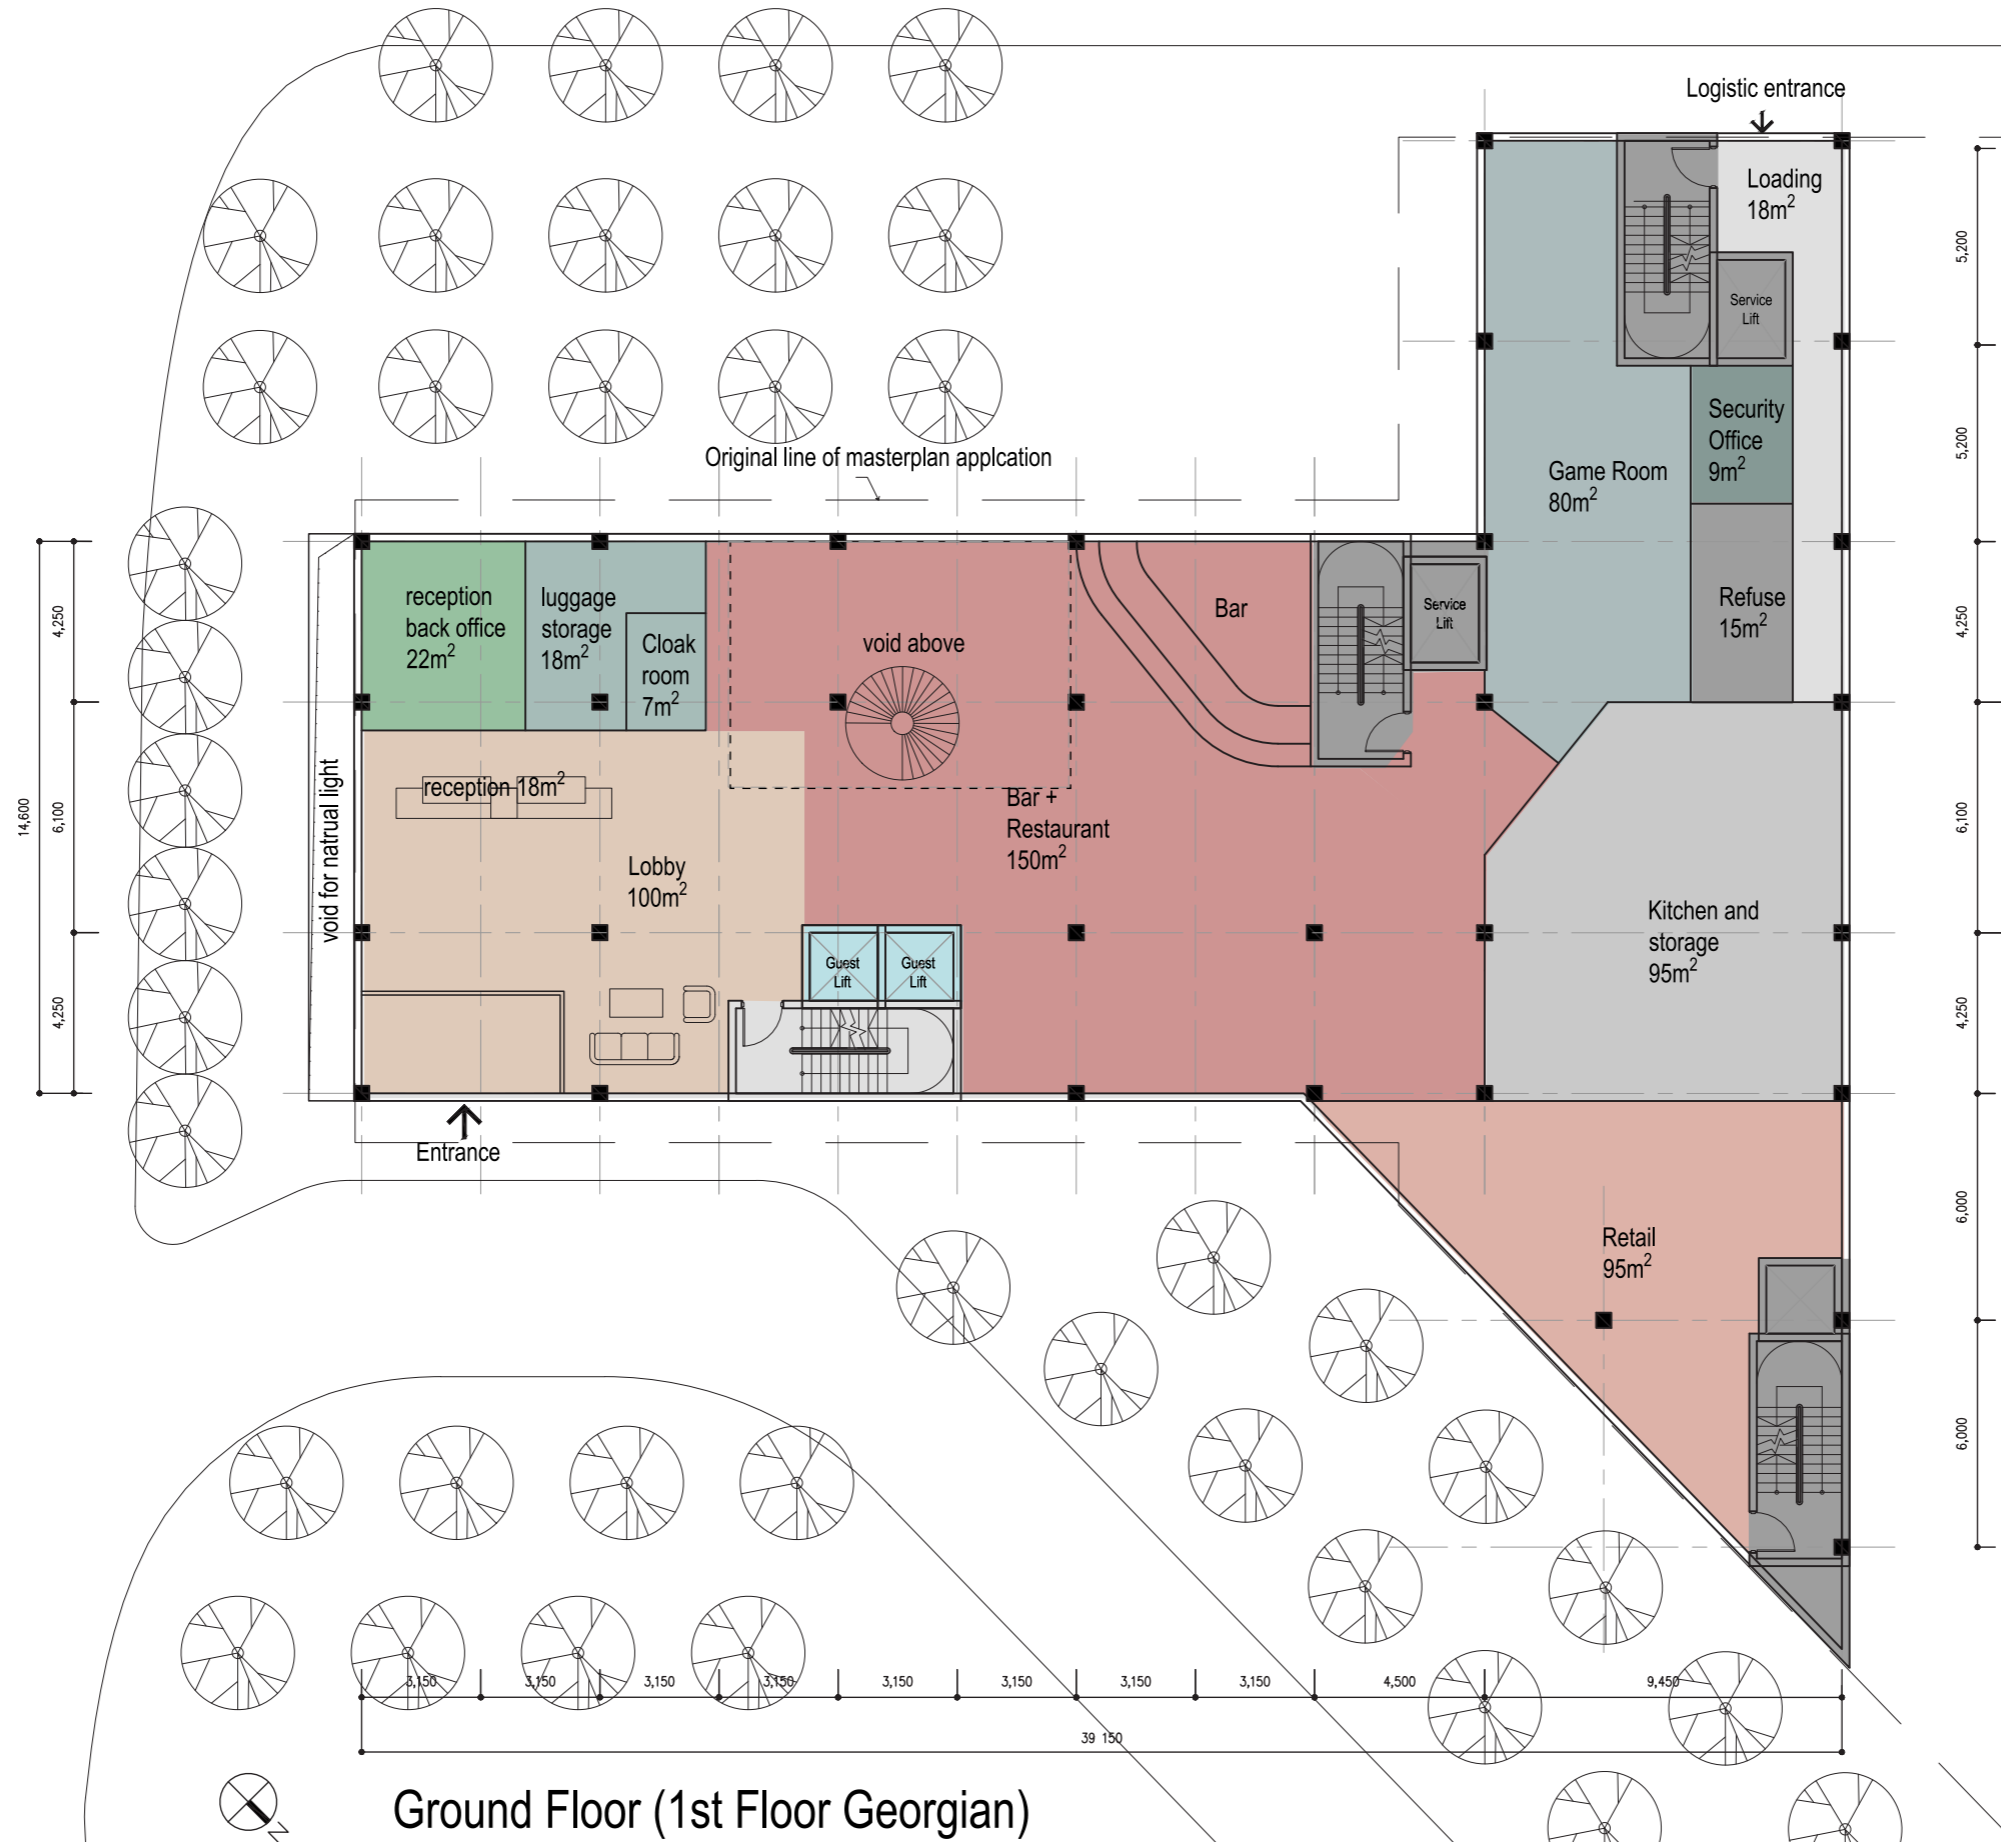 Logistic entrance
Loading
18m²
Service
Lift
5,200
Security
Office
9m²
5,200
Original line of masterplan applcation
Game Room
80m²
reception
back office
22m²
luggage
storage
18m²
Cloak
room
7m²
void above
Bar
Service
Lift
Refuse
15m²
4,250
4,250
void for natrual light
reception 18m²
Bar +
Restaurant
150m²
14,600
6,100
6,100
Lobby
100m²
Kitchen and
storage
95m²
Guest
Lift
Guest
Lift
4,250
4,250
Entrance
6,000
Retail
95m²
6,000
3,150
3,150
3,150
3,150
3,150
3,150
3,150
3,150
4,500
9,450
39 150
N
Ground Floor (1st Floor Georgian)